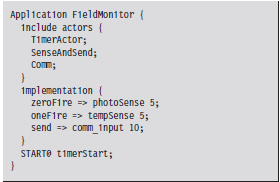 Application FieldMonitor {
include actors {
TimerActor;
SenseAndSend;
Comm;
}
implementation {
zeroFire => photoSense 5;
oneFire => tempSense 5;
send => comm_input 10;
}
START@ timerStart;
}